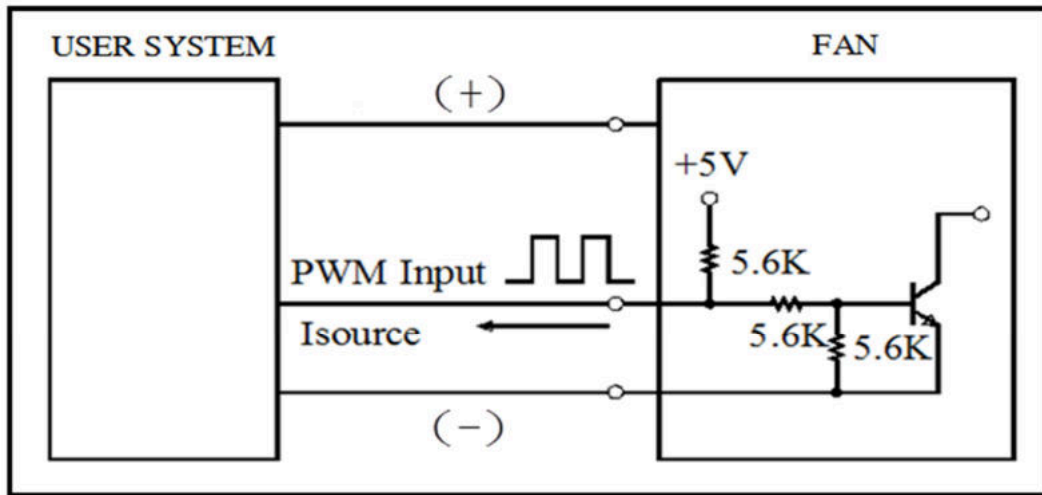 USER SYSTEM
FAN
(+)
+5V
5.6K
PWM Input
Isource
5.6K
5.6K
(-)